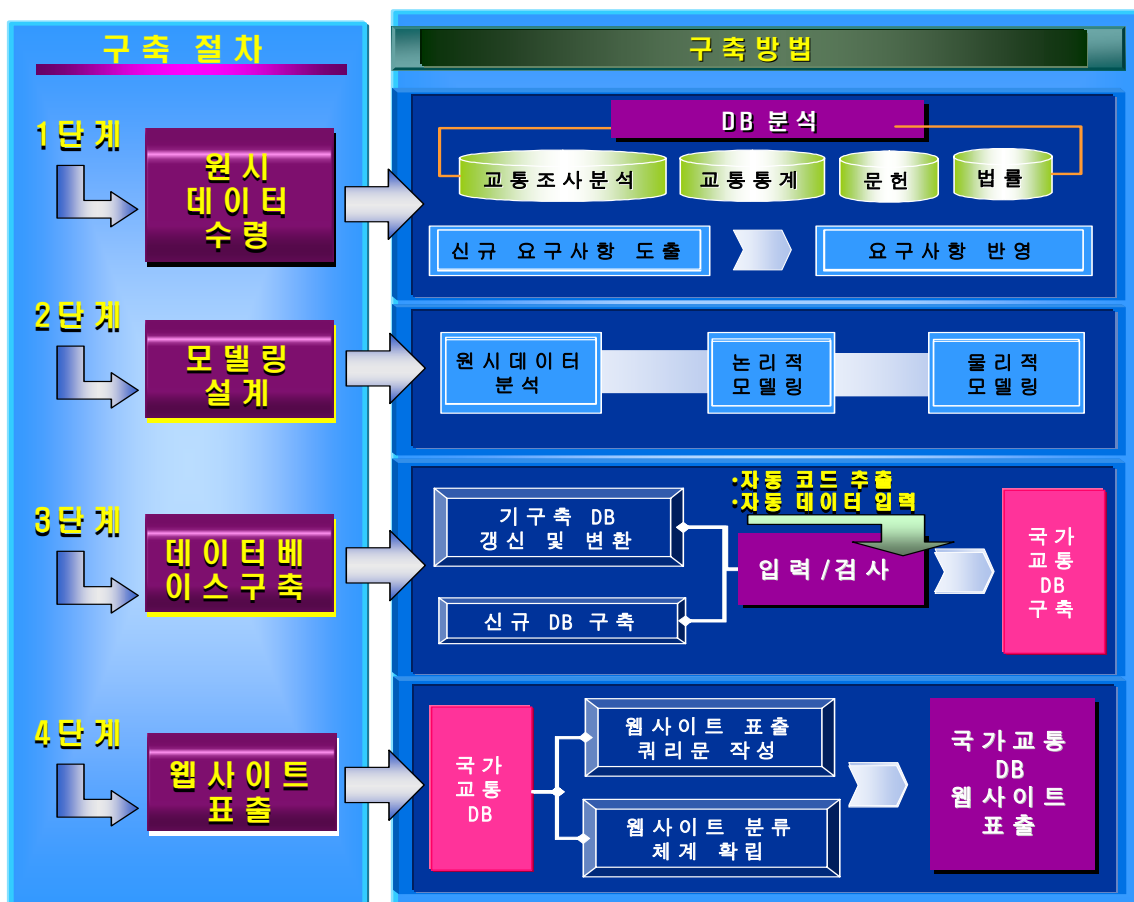 구축 절차
구축방법
1단계
원시
데이터
수령
DB 분석
교통조사분석
교통통계
문헌
법률
신규 요구사항 도출
요구사항 반영
2단계
모델링
설계
원시데이터
분석
논리적
모델링
물리적
모델링
3단계
데이터베
이스구축
기구축 DB
갱신 및 변환
신규 DB 구축
·자동 코드 추출
·자동 데이터 입력
입력/검사
국가
교통
DB
구축
4단계
웹사이트
표출
국가
교통
DB
웹사이트 표출
쿼리문 작성
웹사이트 분류
체계 확립
국가교통
DB
웹사이트
표출